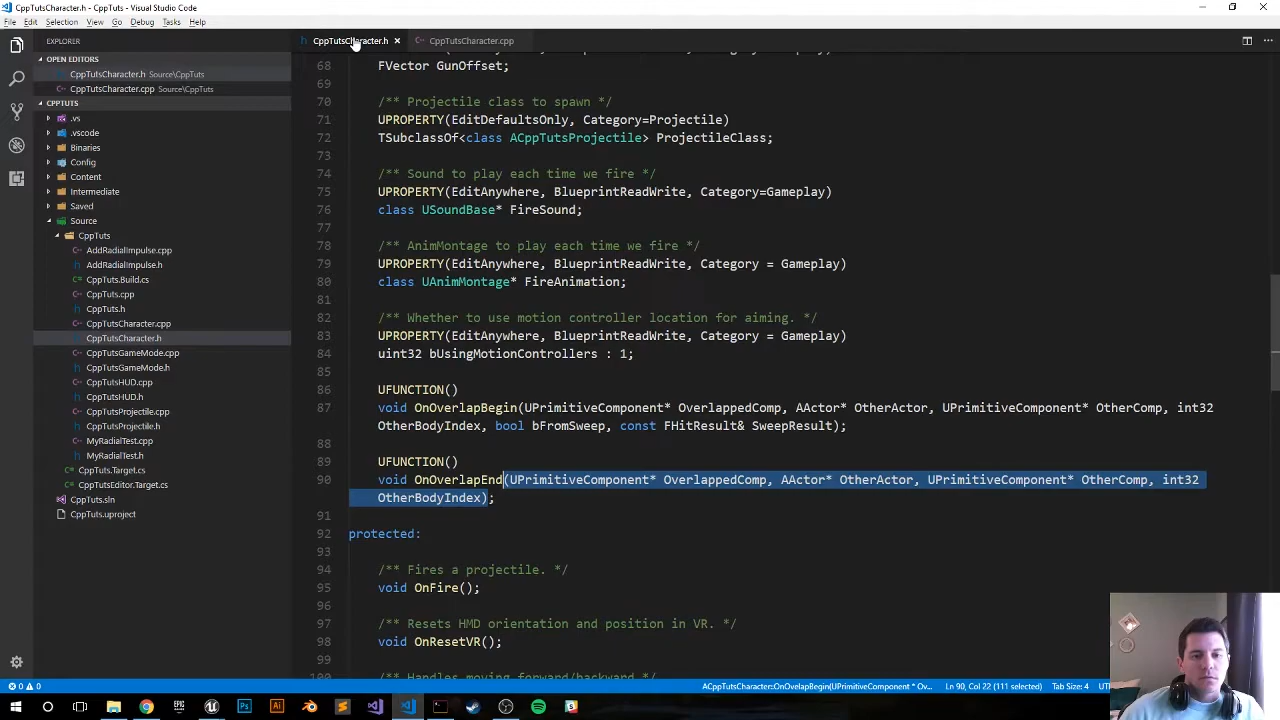 CppTutsCharacter.h - CppTuts - Visual Studio Code
File Edit Selection View Go Debug Tasks Help
EXPLORER
OPEN EDITORS
CppTutsCharacter.h Source\CppTuts
CppTutsCharacter.cpp Source\CppTuts
CPPTUTS
.vs
.vscode
Binaries
Config
Content
Intermediate
Saved
Source
CppTuts
AddRadialImpulse.cpp
AddRadialImpulse.h
CppTuts.Build.cs
CppTuts.cpp
CppTuts.h
CppTutsCharacter.cpp
CppTutsCharacter.h
CppTutsGameMode.cpp
CppTutsGameMode.h
CppTutsHUD.cpp
CppTutsHUD.h
CppTutsProjectile.cpp
CppTutsProjectile.h
MyRadialTest.cpp
MyRadialTest.h
CppTuts.Target.cs
CppTutsEditor.Target.cs
CppTuts.sln
CppTuts.uproject
CppTutsCharacter.h CppTutsCharacter.cpp
68 FVector GunOffset;
69
70 /** Projectile class to spawn */
71 UPROPERTY(EditDefaultsOnly, Category=Projectile)
72 TSubclassOf<class ACppTutsProjectile> ProjectileClass;
73
74 /** Sound to play each time we fire */
75 UPROPERTY(EditAnywhere, BlueprintReadWrite, Category=Gameplay)
76 class USoundBase* FireSound;
77
78 /** AnimMontage to play each time we fire */
79 UPROPERTY(EditAnywhere, BlueprintReadWrite, Category = Gameplay)
80 class UAnimMontage* FireAnimation;
81
82 /** Whether to use motion controller location for aiming. */
83 UPROPERTY(EditAnywhere, BlueprintReadWrite, Category = Gameplay)
84 uint32 bUsingMotionControllers : 1;
85
86 UFUNCTION()
87 void OnOverlapBegin(UPrimitiveComponent* OverlappedComp, AActor* OtherActor, UPrimitiveComponent* OtherComp, int32
OtherBodyIndex, bool bFromSweep, const FHitResult& SweepResult);
88
89 UFUNCTION()
90 void OnOverlapEnd(UPrimitiveComponent* OverlappedComp, AActor* OtherActor, UPrimitiveComponent* OtherComp, int32
OtherBodyIndex);
91
92 protected:
93
94 /** Fires a projectile. */
95 void OnFire();
96
97 /** Resets HMD orientation and position in VR. */
98 void OnResetVR();
99
0 0 ACppTutsCharacter::OnOvelapBegin(UPrimitiveComponent * Ov... Ln 90, Col 22 (111 selected) Tab Size: 4